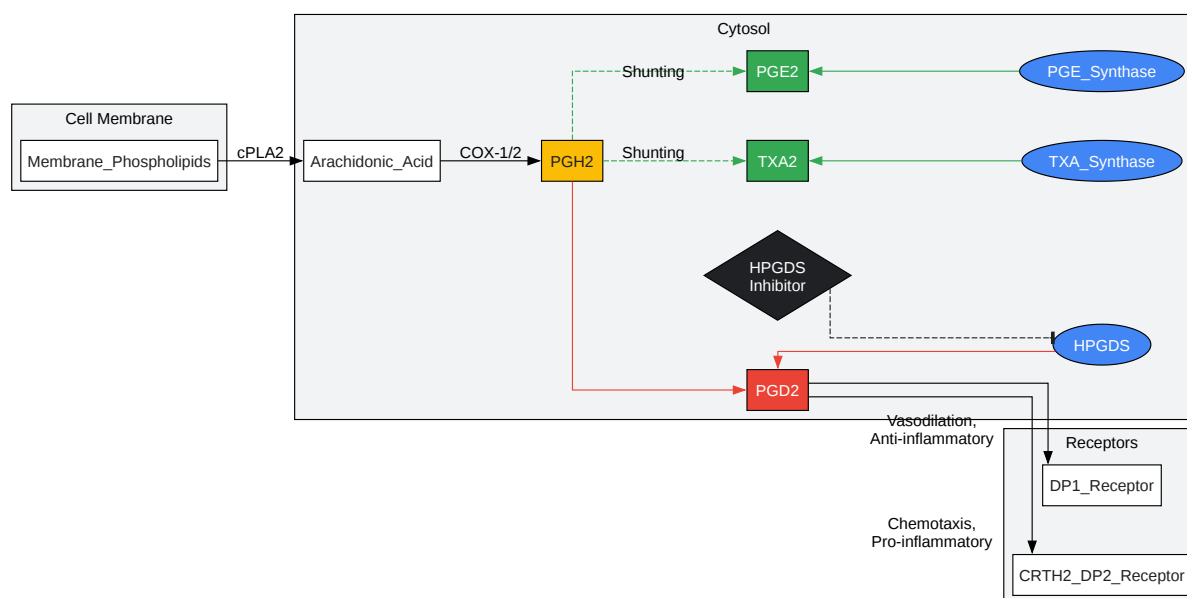 Cytosol
Shunting
PGE2
PGE_Synthase
Cell Membrane
Membrane_Phospholipids
cPLA2
Arachidonic_Acid
COX-1/2
PGH2
Shunting
TXA2
TXA_Synthase
HPGDS
Inhibitor
HPGDS
PGD2
Vasodilation,
Anti-inflammatory
Receptors
DP1_Receptor
Chemotaxis,
Pro-inflammatory
CRTH2_DP2_Receptor